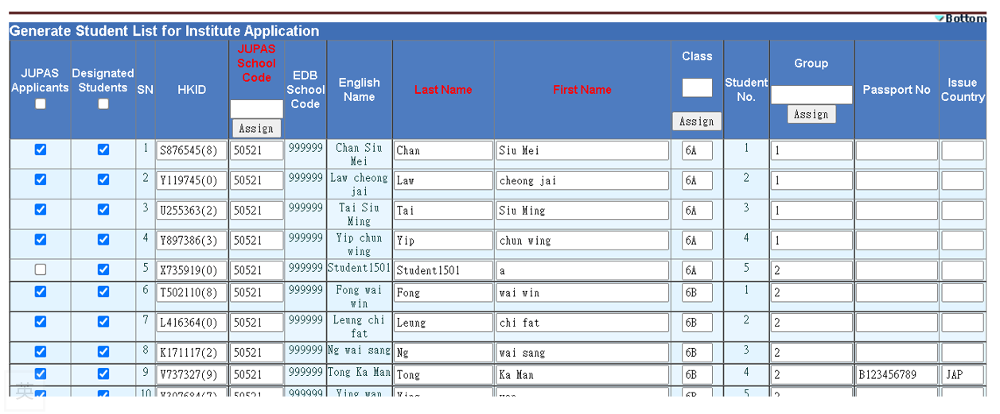 Bottom
Generate Student List for Institute Application
JUPAS Applicants
Designated Students
SN
HKID
JUPAS School Code
Assign
EDB School Code
English Name
Last Name
First Name
Class
Assign
Student No.
Group
Assign
Passport No
Issue Country
1 S876545(8) 50521 999999 Chan Siu Mei Chan Siu Mei 6A 1 1
2 Y119745(0) 50521 999999 Law cheong jai Law cheong jai 6A 2 1
3 U255363(2) 50521 999999 Tai Siu Ming Tai Siu Ming 6A 3 1
4 Y897386(3) 50521 999999 Yip chun wing Yip chun wing 6A 4 1
5 X735919(0) 50521 999999 Student1501 Student1501 a 6A 5 2
6 T502110(8) 50521 999999 Fong wai win Fong wai win 6B 1 2
7 L416364(0) 50521 999999 Leung chi fat Leung chi fat 6B 2 2
8 K171117(2) 50521 999999 Ng wai sang Ng wai sang 6B 3 2
9 V737327(9) 50521 999999 Tong Ka Man Tong Ka Man 6B 4 2 B123456789 JAP
10 50521 999999 Ying wan Ying 6B 5 2
英